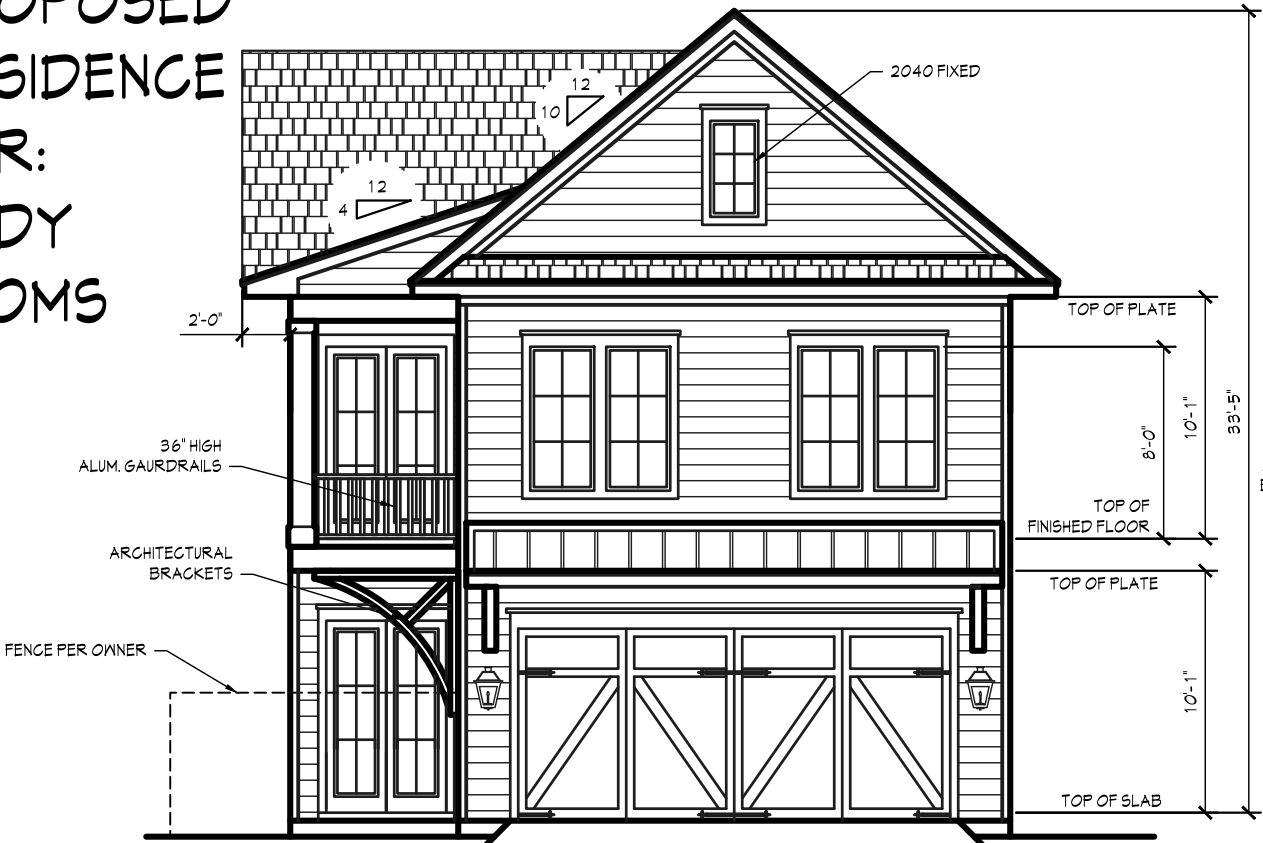 OPOSED
SIDENCE
R:
DY
OMS
12
10
12
4
2040 FIXED
2'-0"
TOP OF PLATE
36" HIGH
ALUM. GAURDRAILS
8'-0"
10'-1"
33'-5"
TOP OF
FINISHED FLOOR
ARCHITECTURAL
BRACKETS
TOP OF PLATE
FENCE PER OWNER
10'-1"
TOP OF SLAB